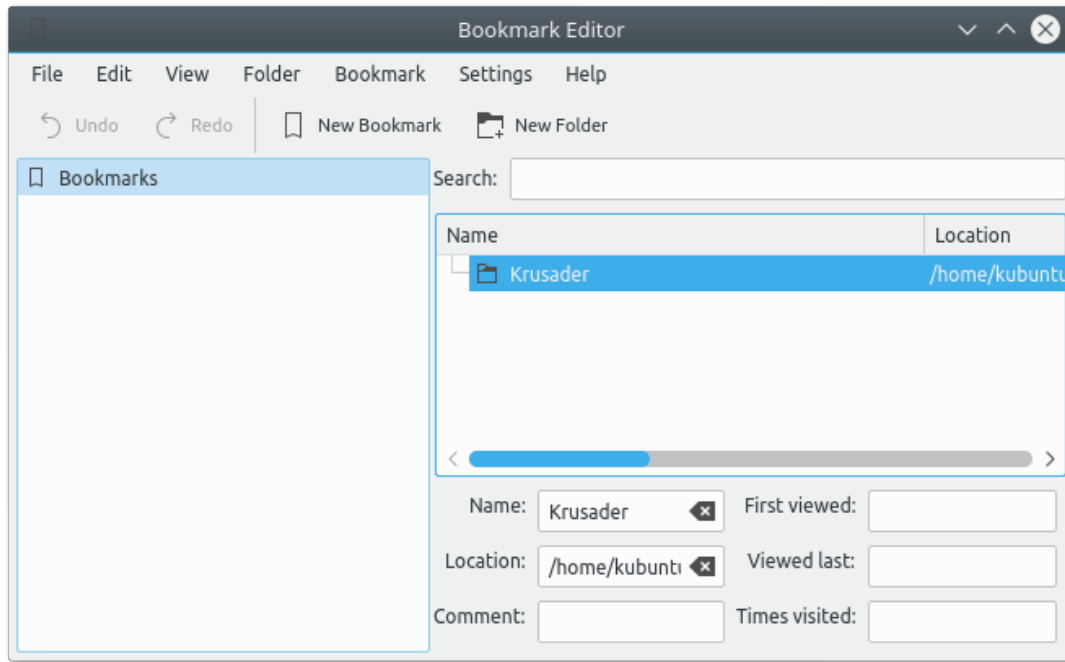 Bookmark Editor
File Edit View Folder Bookmark Settings Help
Undo Redo New Bookmark New Folder
Bookmarks
Search:
Name Location
Krusader /home/kubuntu
Name: Krusader First viewed:
Location: /home/kubuntu Viewed last:
Comment: Times visited: